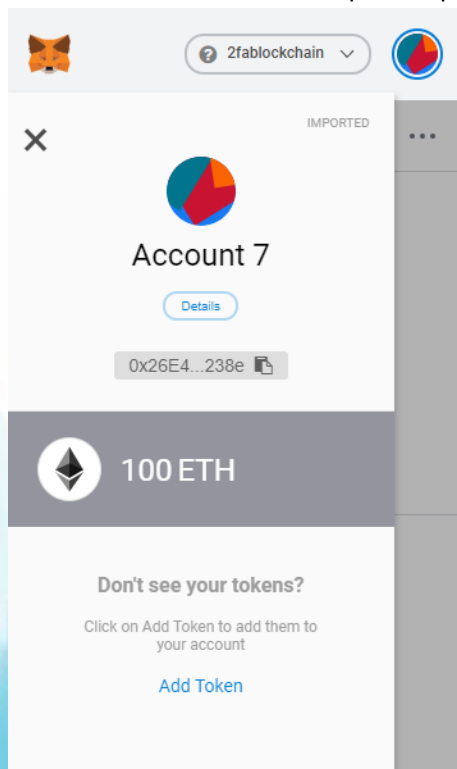 2fablockchain
IMPORTED
Account 7
Details
0x26E4...238e
100 ETH
Don't see your tokens?
Click on Add Token to add them to
your account
Add Token